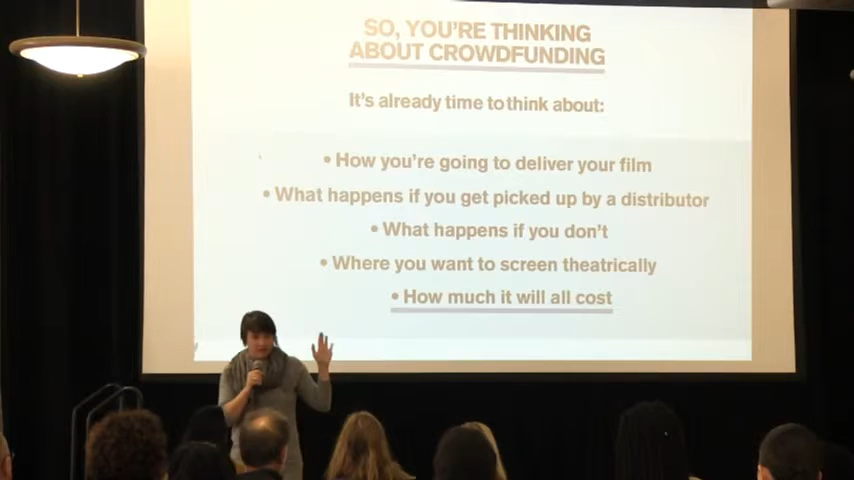 SO, YOU'RE THINKING
ABOUT CROWDFUNDING
It's already time to think about:
• How you're going to deliver your film
• What happens if you get picked up by a distributor
• What happens if you don't
• Where you want to screen theatrically
• How much it will all cost